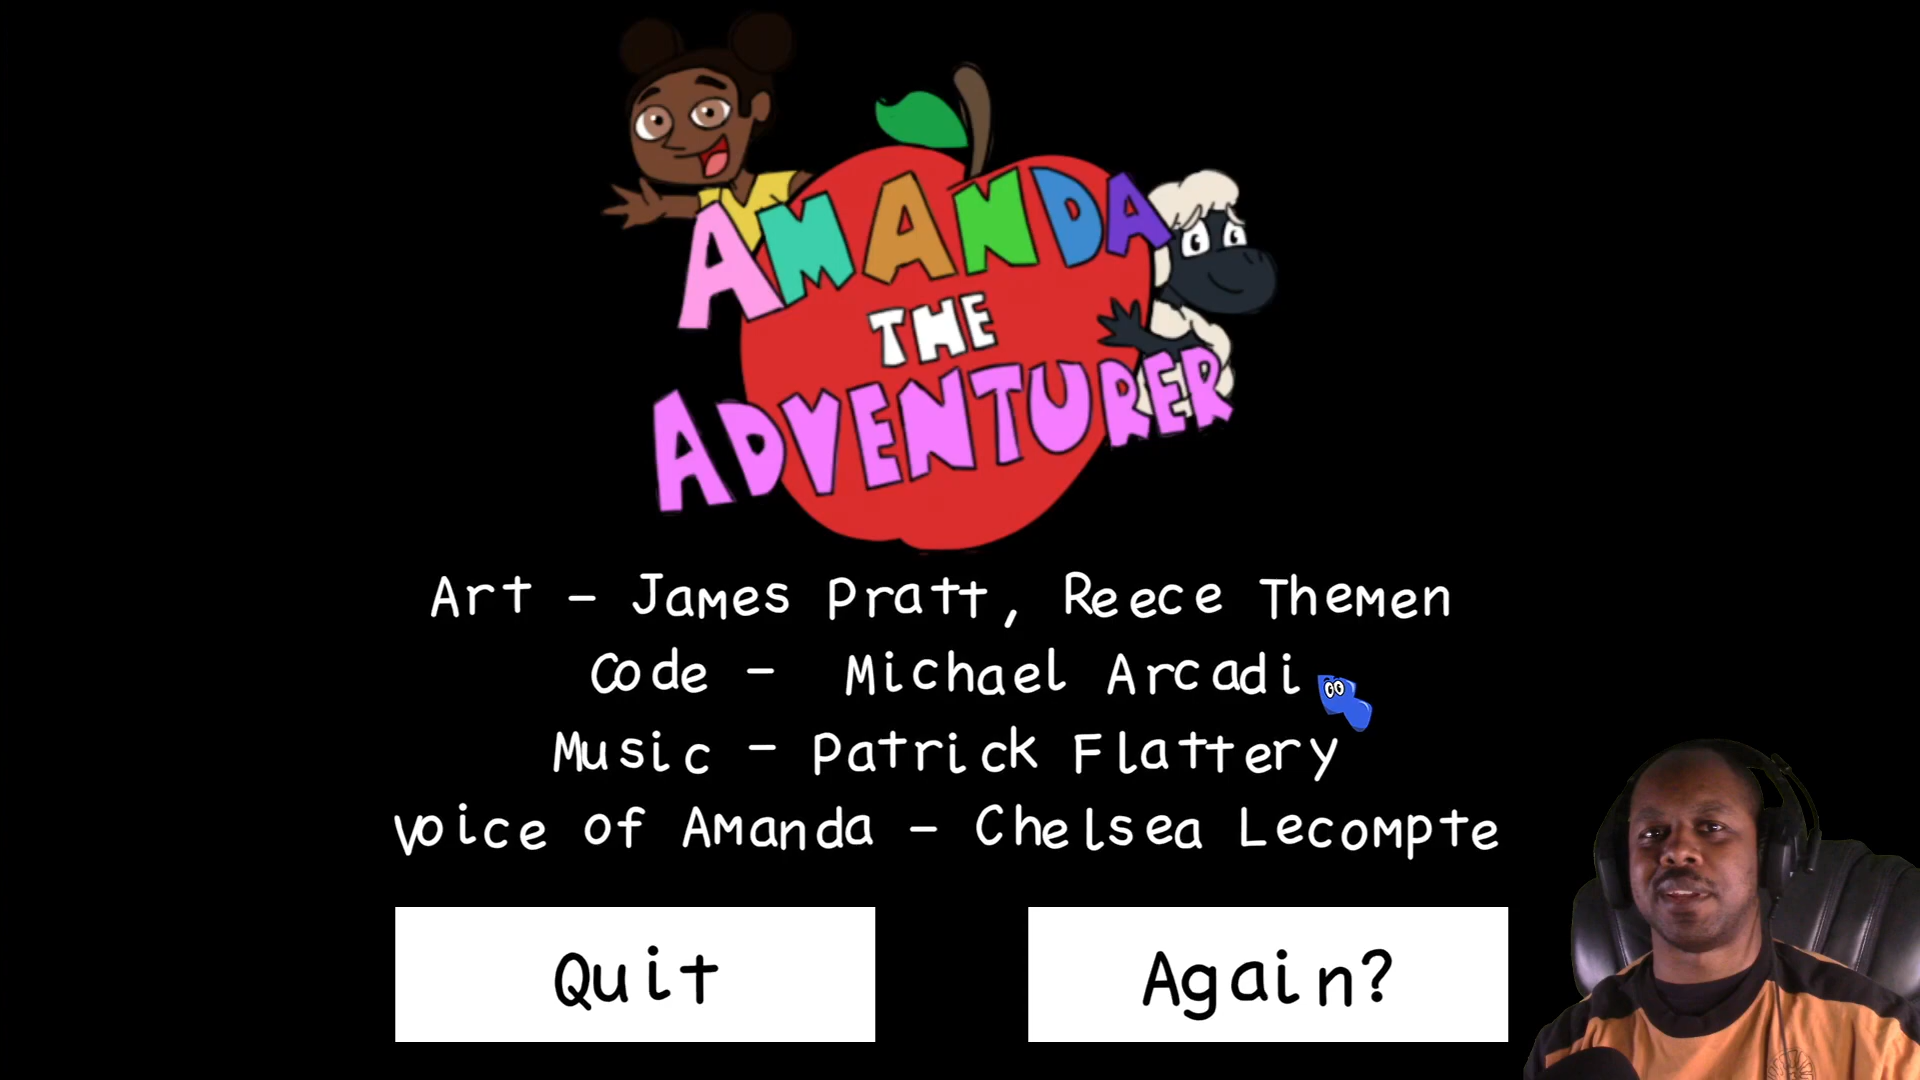 AMANDA
THE
ADVENTURER
Art - James Pratt, Reece Themen
Code - Michael Arcadi
Music - Patrick Flattery
Voice of Amanda - Chelsea Lecompte
Quit
Again?